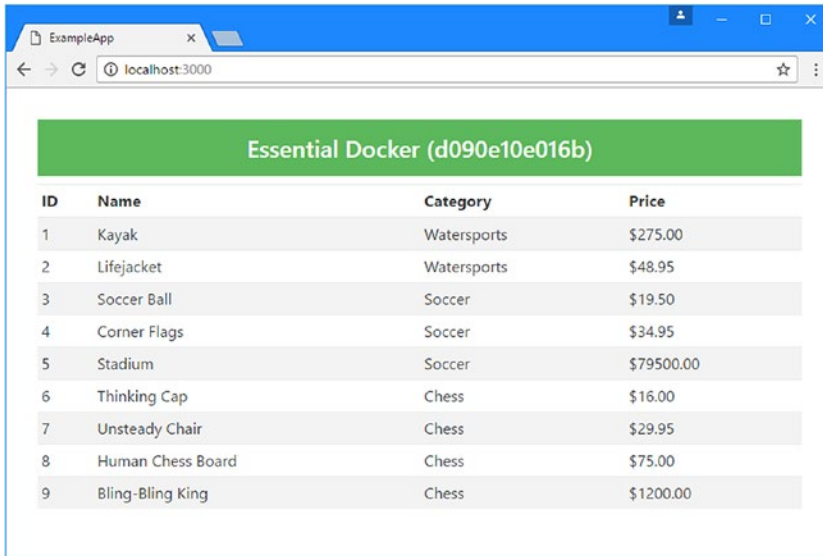 ExampleApp
localhost:3000
Essential Docker (d090e10e016b)
ID Name Category Price
1 Kayak Watersports $275.00
2 Lifejacket Watersports $48.95
3 Soccer Ball Soccer $19.50
4 Corner Flags Soccer $34.95
5 Stadium Soccer $79500.00
6 Thinking Cap Chess $16.00
7 Unsteady Chair Chess $29.95
8 Human Chess Board Chess $75.00
9 Bling-Bling King Chess $1200.00